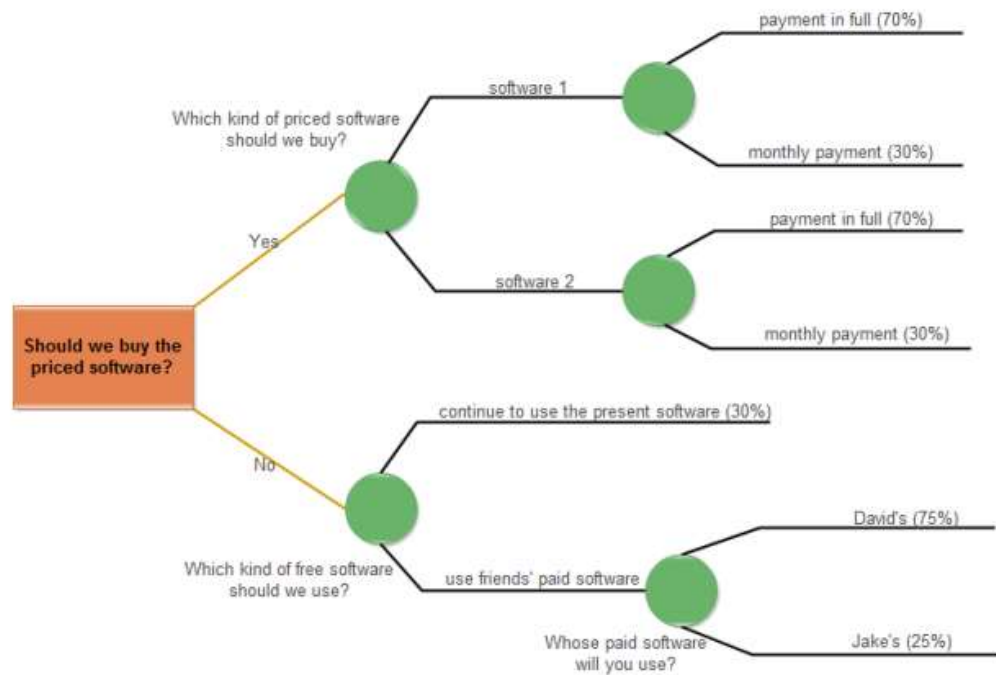 payment in full (70%)
software 1
Which kind of priced software
should we buy?
monthly payment (30%)
payment in full (70%)
Yes
software 2
monthly payment (30%)
Should we buy the
priced software?
continue to use the present software (30%)
No
David's (75%)
Which kind of free software
should we use?
use friends' paid software
Jake's (25%)
Whose paid software
will you use?